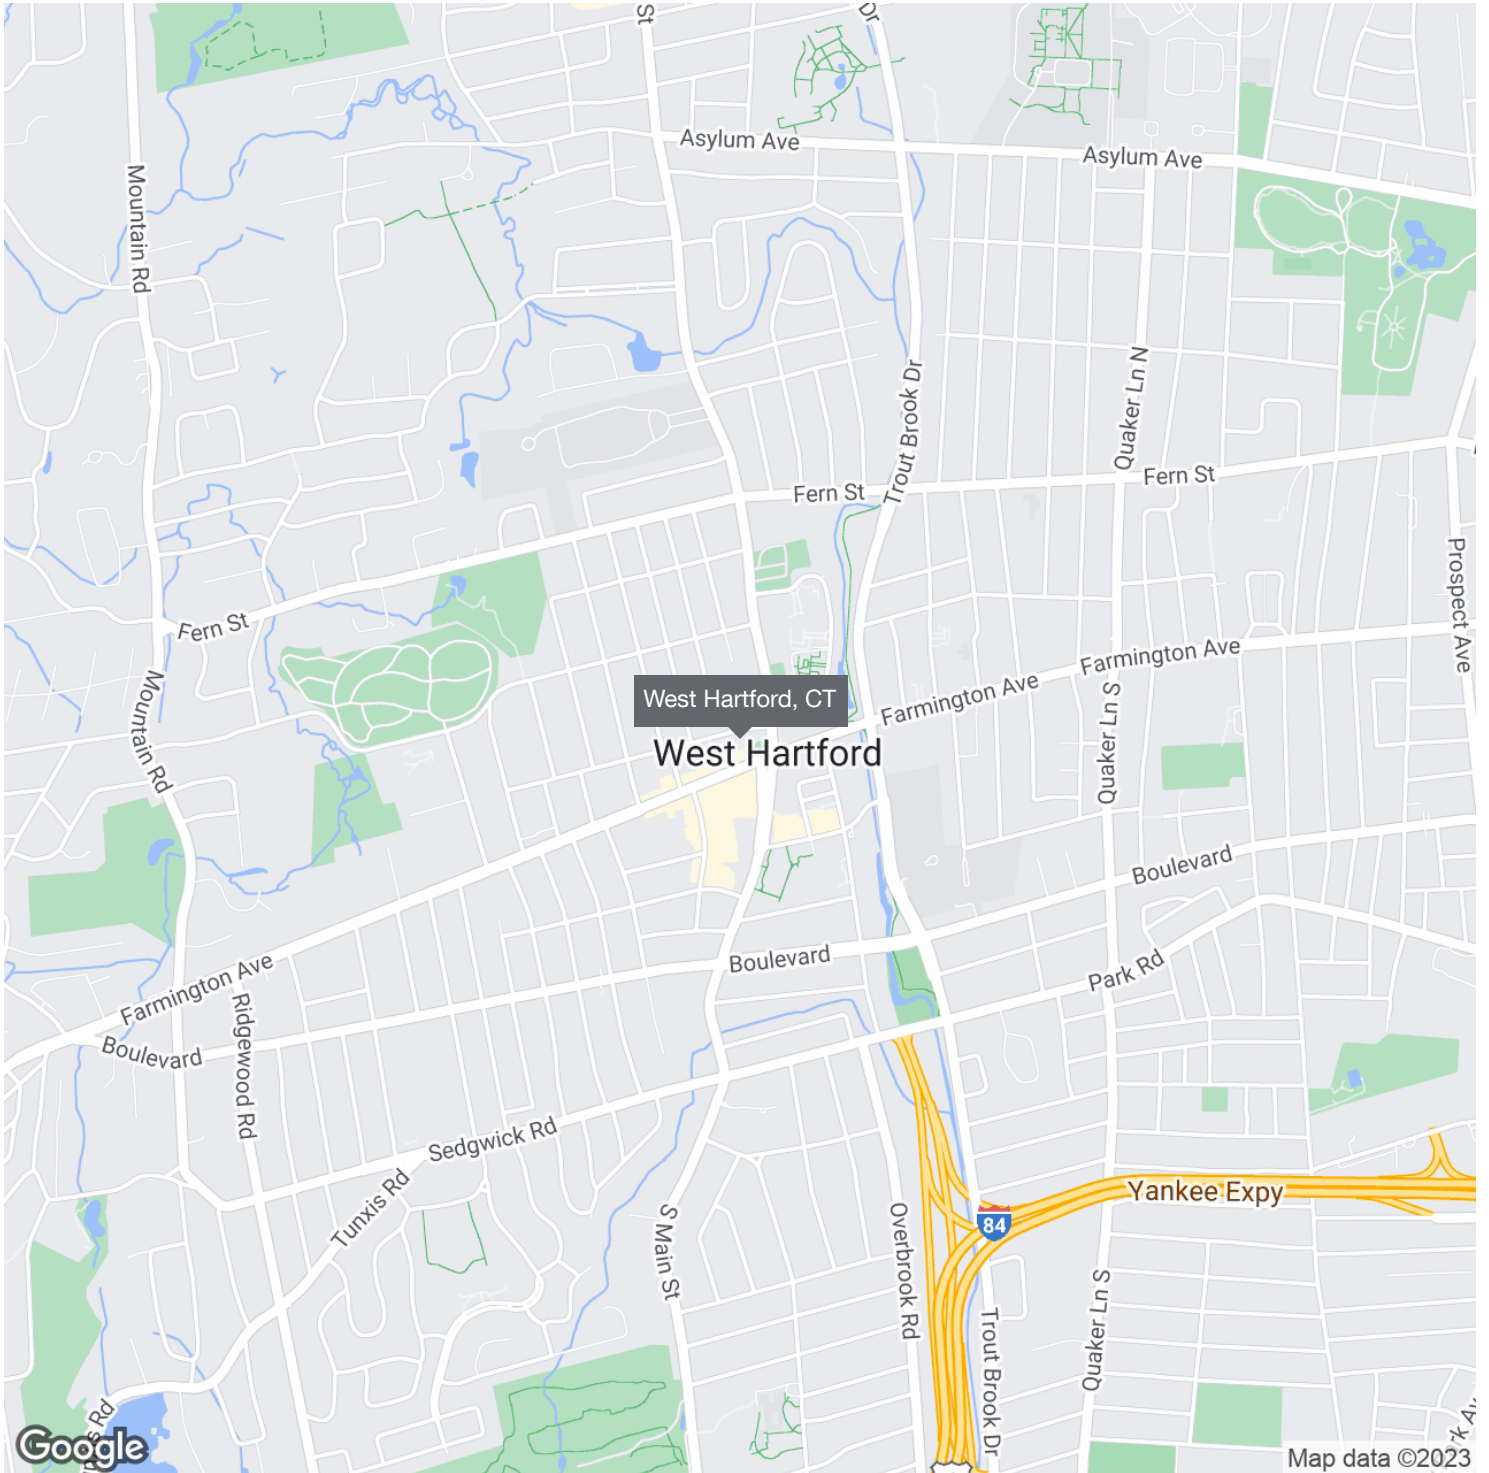 St
Dr
Asylum Ave
Asylum Ave
Mountain Rd
Trout Brook Dr
Quaker Ln N
Fern St
Fern St
Prospect Ave
Fern St
Farmington Ave
Farmington Ave
Mountain Rd
Quaker Ln S
West Hartford, CT
West Hartford
Boulevard
Boulevard
Park Rd
Farmington Ave
Ridgewood Rd
Boulevard
Sedgwick Rd
Tunxis Rd
S Main St
Overbrook Rd
Yankee Expy
84
Quaker Ln S
Trout Brook Dr
Rd
Google
Map data ©2023